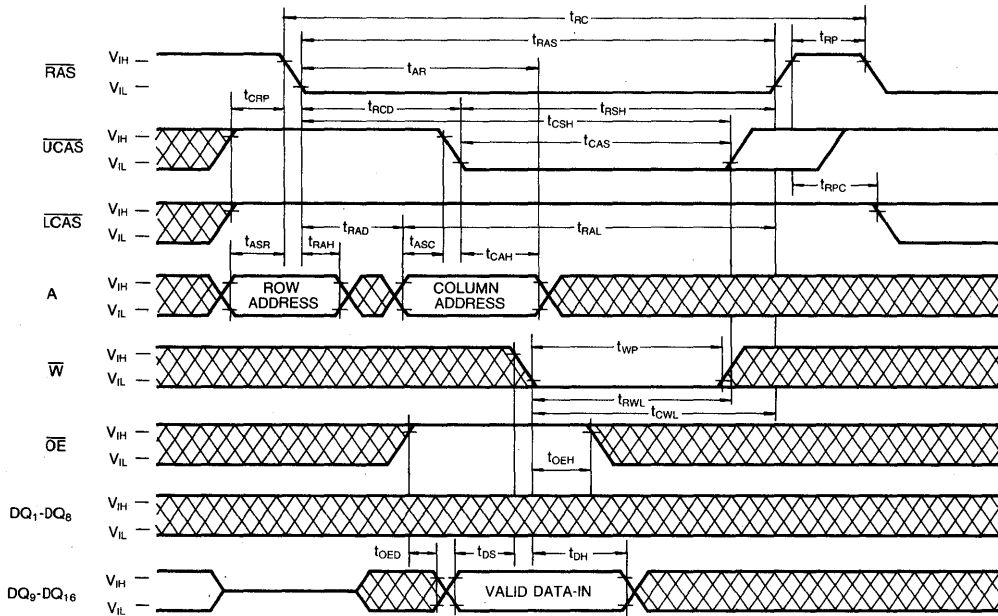 tRC
tRAS
tRP
RAS
VIH
VIL
tAR
tCRP
tRCD
tRSH
tCSH
UCAS
VIH
VIL
tCAS
tRPC
LCAS
VIH
VIL
tRAD
tRAL
tASR
tRAH
tASC
tCAH
A
VIH
VIL
ROW
ADDRESS
COLUMN
ADDRESS
W
VIH
VIL
tWP
tRWL
tCWL
OE
VIH
VIL
tOEH
DQ1-DQ8
VIH
VIL
tOED
tDS
tDH
DQ9-DQ16
VIH
VIL
VALID DATA-IN